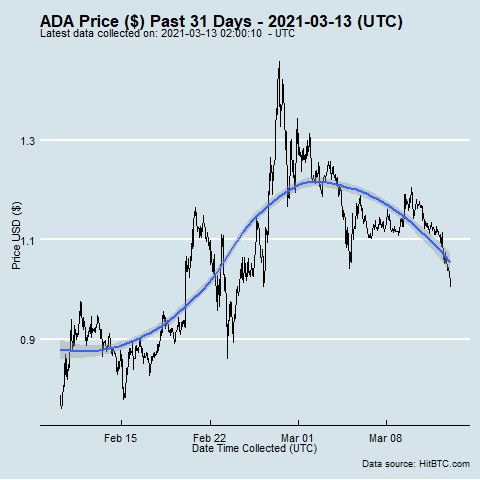 ADA Price ($) Past 31 Days - 2021-03-13 (UTC)
Latest data collected on: 2021-03-13 02:00:10 - UTC
1.3
1.1
0.9
Price USD ($)
Feb 15
Feb 22
Mar 01
Mar 08
Date Time Collected (UTC)
Data source: HitBTC.com